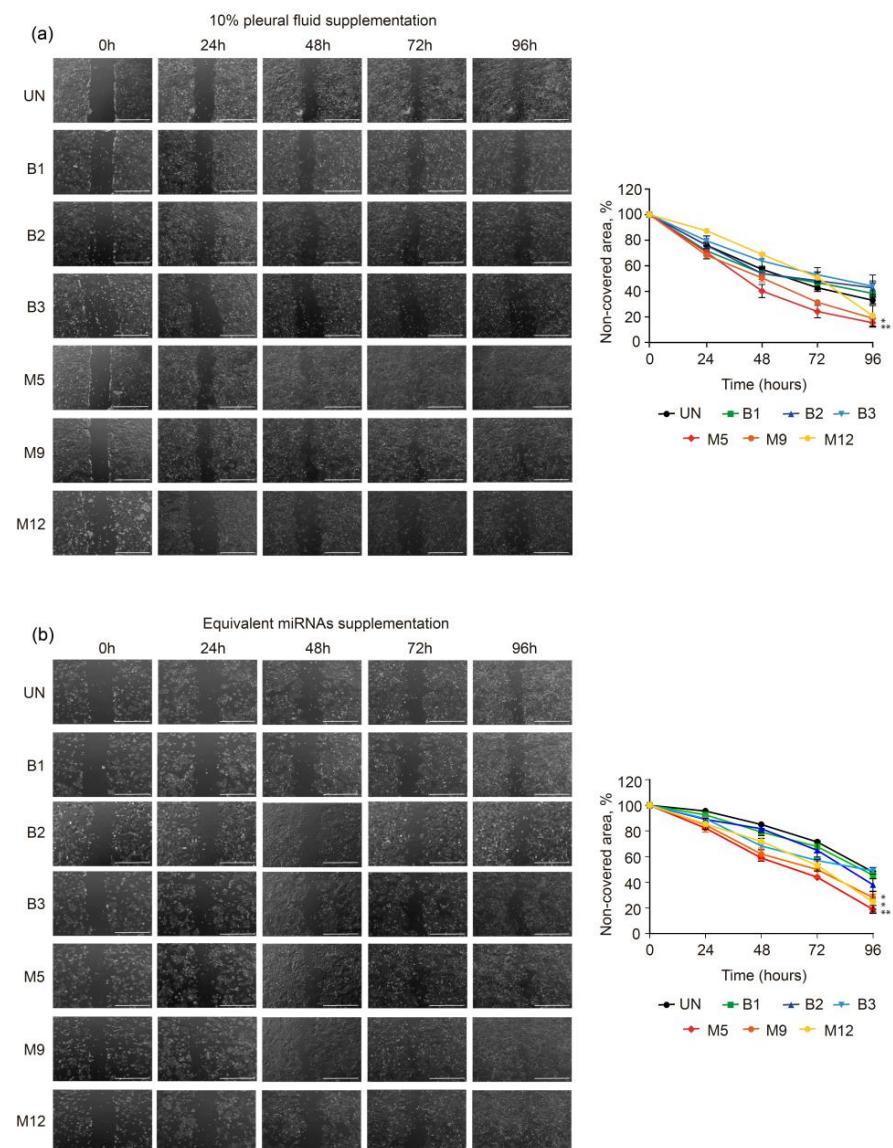 (a)
10% pleural fluid supplementation
0h 24h 48h 72h 96h
UN
B1
B2
B3
M5
M9
M12
Non-covered area, %
120
100
80
60
40
20
0
0 24 48 72 96
Time (hours)
UN B1 B2 B3
M5 M9 M12
*
**
(b)
Equivalent miRNAs supplementation
0h 24h 48h 72h 96h
UN
B1
B2
B3
M5
M9
M12
Non-covered area, %
120
100
80
60
40
20
0
0 24 48 72 96
Time (hours)
UN B1 B2 B3
M5 M9 M12
*
*
**